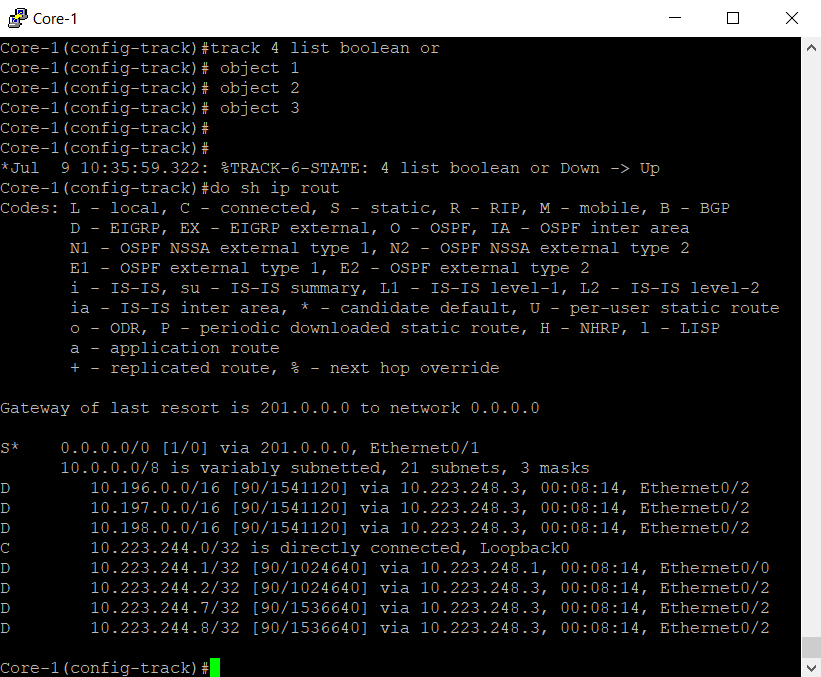 Core-1
Core-1(config-track)#track 4 list boolean or
Core-1(config-track)# object 1
Core-1(config-track)# object 2
Core-1(config-track)# object 3
Core-1(config-track)#
Core-1(config-track)#
*Jul  9 10:35:59.322: %TRACK-6-STATE: 4 list boolean or Down -> Up
Core-1(config-track)#do sh ip rout
Codes: L - local, C - connected, S - static, R - RIP, M - mobile, B - BGP
       D - EIGRP, EX - EIGRP external, O - OSPF, IA - OSPF inter area
       N1 - OSPF NSSA external type 1, N2 - OSPF NSSA external type 2
       E1 - OSPF external type 1, E2 - OSPF external type 2
       i - IS-IS, su - IS-IS summary, L1 - IS-IS level-1, L2 - IS-IS level-2
       ia - IS-IS inter area, * - candidate default, U - per-user static route
       o - ODR, P - periodic downloaded static route, H - NHRP, l - LISP
       a - application route
       + - replicated route, % - next hop override
Gateway of last resort is 201.0.0.0 to network 0.0.0.0
S*    0.0.0.0/0 [1/0] via 201.0.0.0, Ethernet0/1
      10.0.0.0/8 is variably subnetted, 21 subnets, 3 masks
D        10.196.0.0/16 [90/1541120] via 10.223.248.3, 00:08:14, Ethernet0/2
D        10.197.0.0/16 [90/1541120] via 10.223.248.3, 00:08:14, Ethernet0/2
D        10.198.0.0/16 [90/1541120] via 10.223.248.3, 00:08:14, Ethernet0/2
C        10.223.244.0/32 is directly connected, Loopback0
D        10.223.244.1/32 [90/1024640] via 10.223.248.1, 00:08:14, Ethernet0/0
D        10.223.244.2/32 [90/1024640] via 10.223.248.3, 00:08:14, Ethernet0/2
D        10.223.244.7/32 [90/1536640] via 10.223.248.3, 00:08:14, Ethernet0/2
D        10.223.244.8/32 [90/1536640] via 10.223.248.3, 00:08:14, Ethernet0/2
Core-1(config-track)#